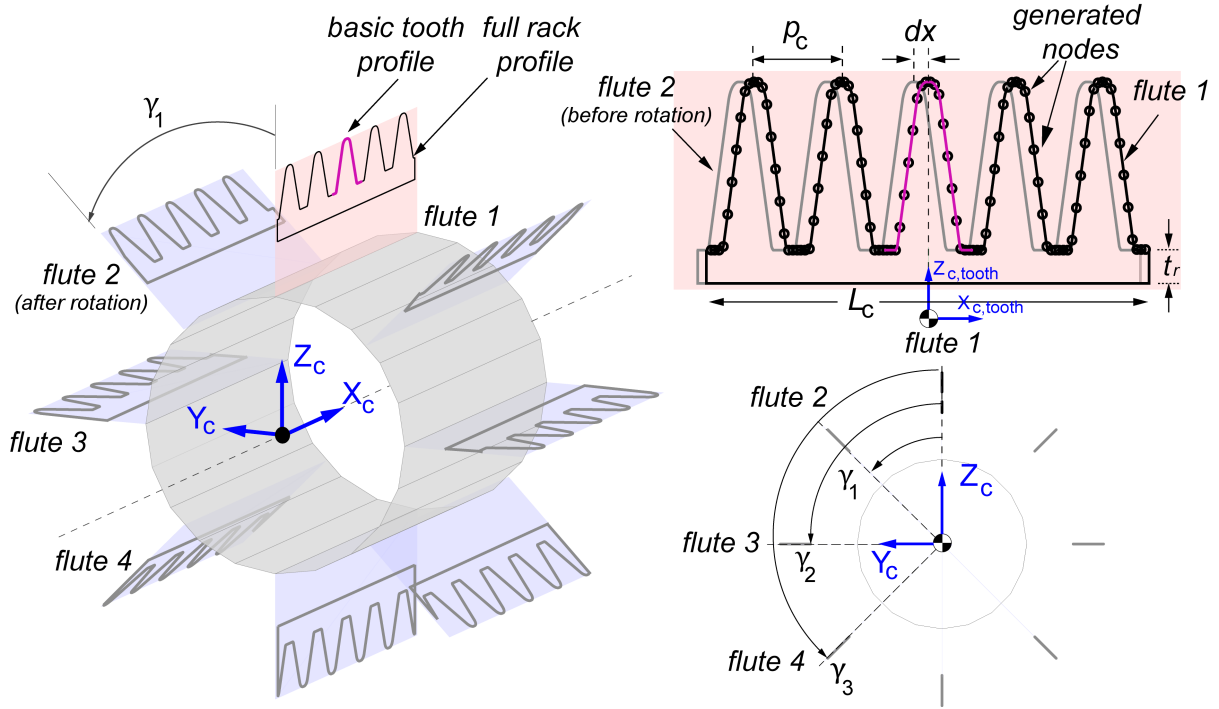 basic tooth
profile
full rack
profile
γ1
flute 1
flute 2
(after rotation)
Zc
Xc
Yc
flute 3
flute 4
pc
dx
generated
nodes
flute 2
(before rotation)
flute 1
tr
Zc,tooth
Lc
Xc,tooth
flute 1
flute 2
γ1
Zc
flute 3
γ2
Yc
flute 4
γ3